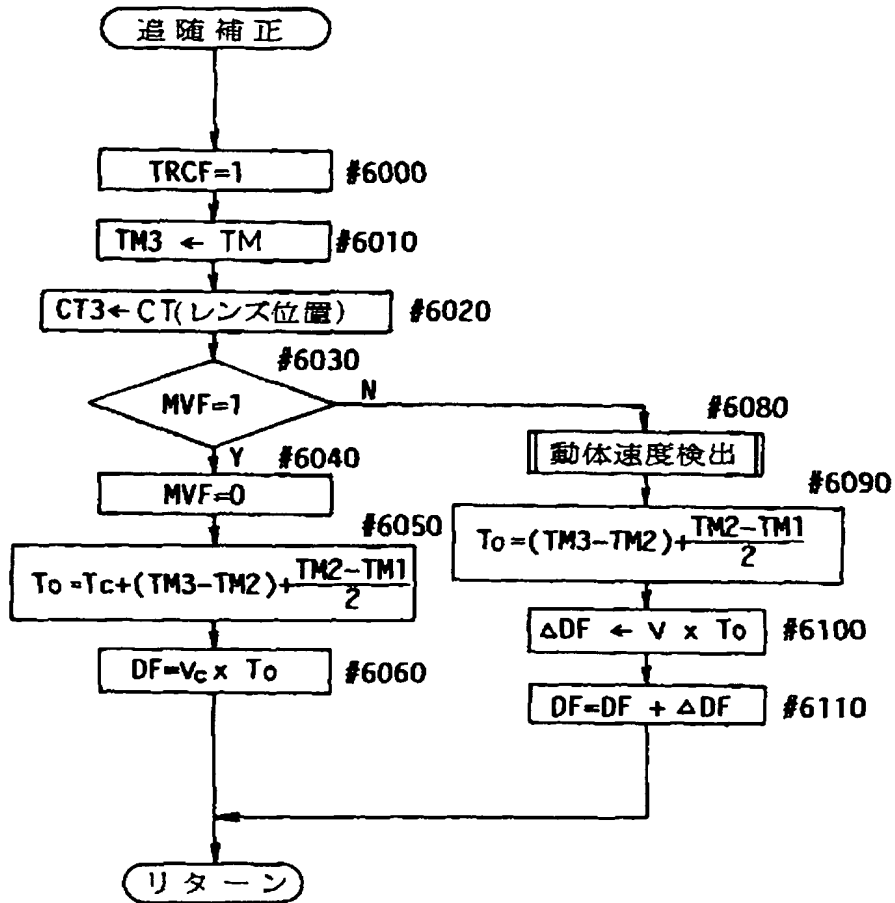 追随補正
TRCF=1 #6000
TM3 ← TM #6010
CT3←CT(レンズ位置) #6020
#6030
MVF=1
N
Y
#6040
MVF=0
#6050
To=Tc+(TM3-TM2)+TM2-TM1/2
DF=Vc x To #6060
#6080
動体速度検出
#6090
To=(TM3-TM2)+TM2-TM1/2
△DF ← V x To #6100
DF=DF + △DF #6110
リターン